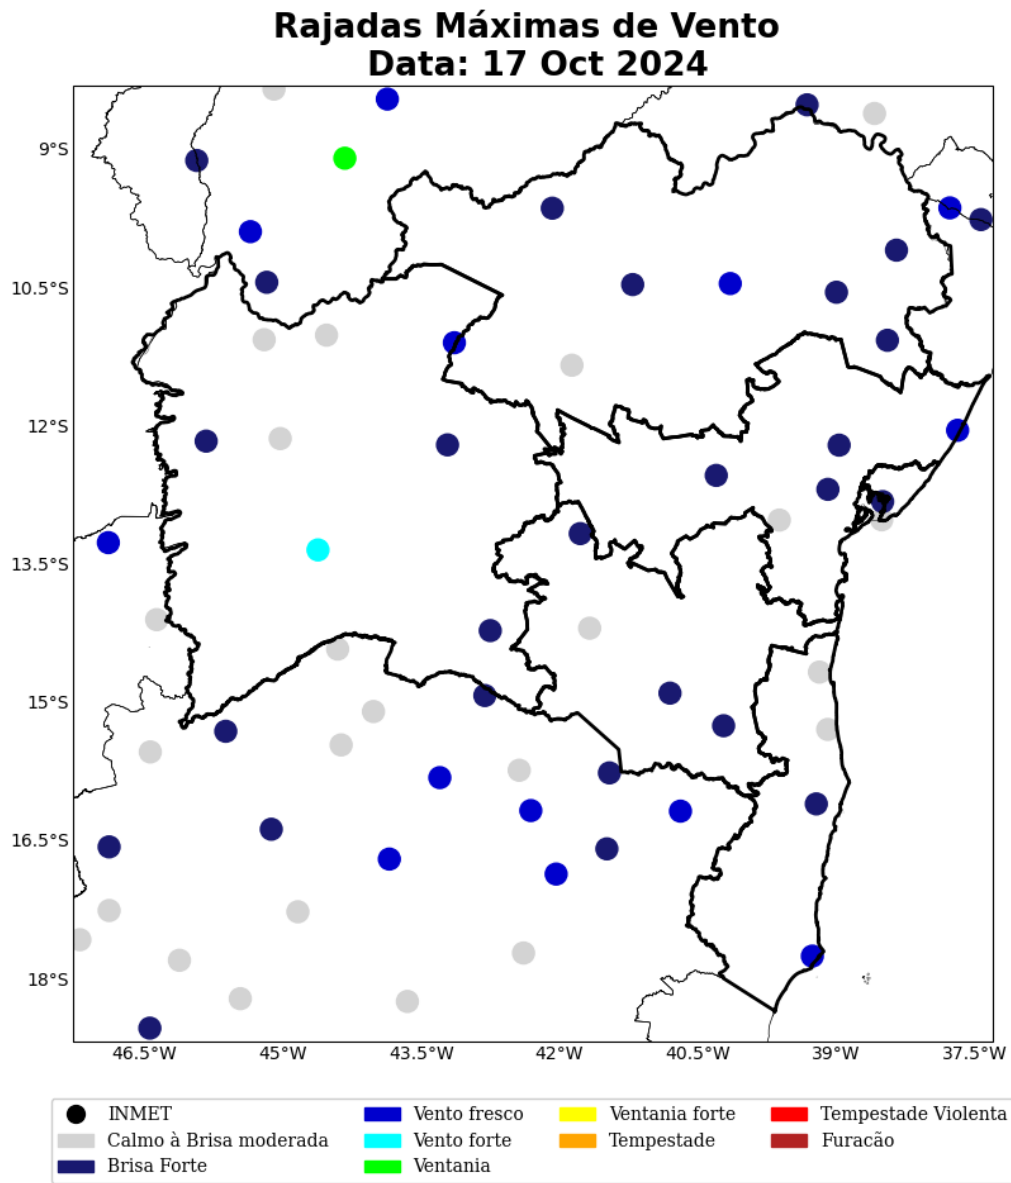 Rajadas Máximas de Vento
Data: 17 Oct 2024
9°S
10.5°S
12°S
13.5°S
15°S
16.5°S
18°S
46.5°W 45°W 43.5°W 42°W 40.5°W 39°W 37.5°W
INMET Vento fresco Ventania forte Tempestade Violenta
Calmo à Brisa moderada Vento forte Tempestade Furacão
Brisa Forte Ventania